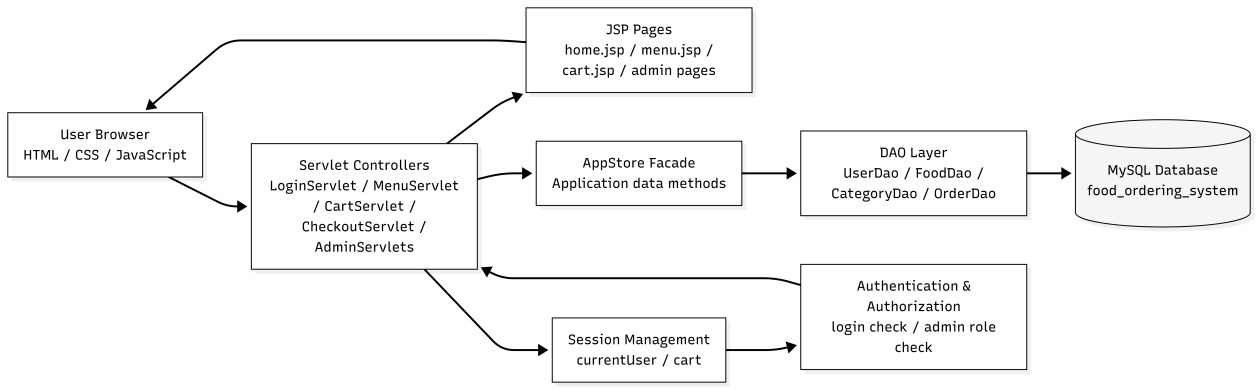 JSP Pages
home.jsp / menu.jsp /
cart.jsp / admin pages
User Browser
HTML / CSS / JavaScript
Servlet Controllers
LoginServlet / MenuServlet
/ CartServlet /
CheckoutServlet /
AdminServlets
AppStore Facade
Application data methods
DAO Layer
UserDao / FoodDao /
CategoryDao / OrderDao
MySQL Database
food_ordering_system
Authentication &
Authorization
login check / admin role
check
Session Management
currentUser / cart